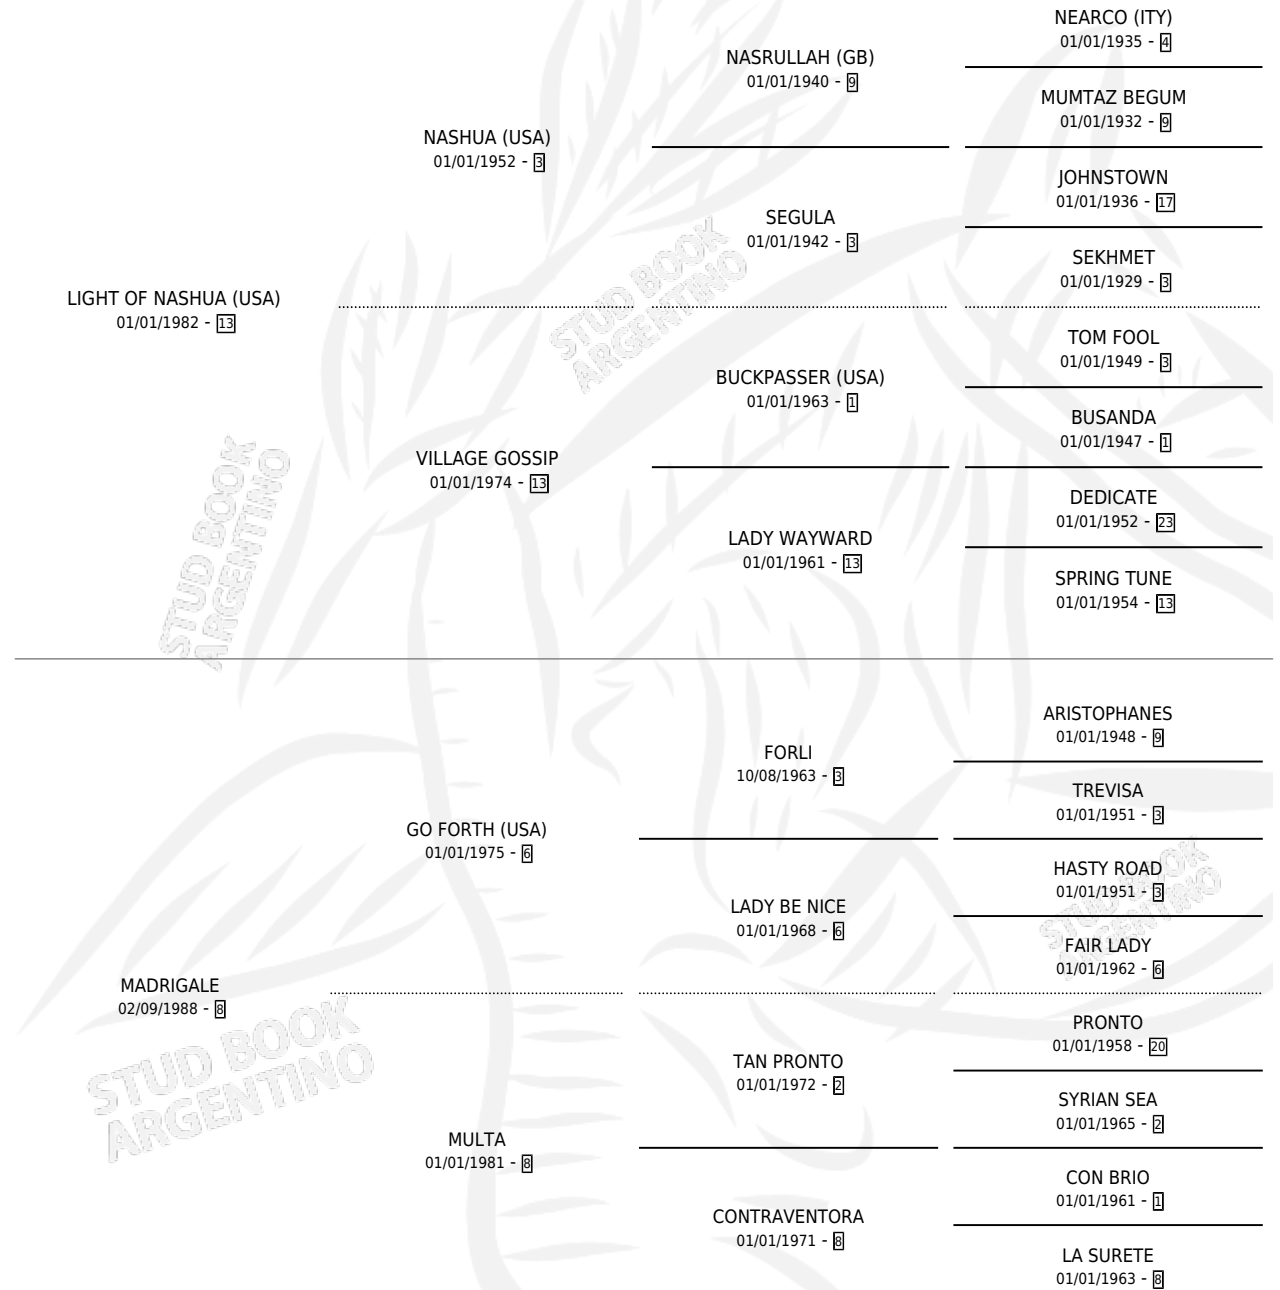 NEARCO (ITY)
01/01/1935 - 4
NASRULLAH (GB)
01/01/1940 - 9
MUMTAZ BEGUM
01/01/1932 - 9
NASHUA (USA)
01/01/1952 - 3
JOHNSTOWN
01/01/1936 - 17
SEGULA
01/01/1942 - 3
SEKHMET
01/01/1929 - 3
LIGHT OF NASHUA (USA)
01/01/1982 - 13
TOM FOOL
01/01/1949 - 3
BUCKPASSER (USA)
01/01/1963 - 1
BUSANDA
01/01/1947 - 1
VILLAGE GOSSIP
01/01/1974 - 13
DEDICATE
01/01/1952 - 23
LADY WAYWARD
01/01/1961 - 13
SPRING TUNE
01/01/1954 - 13
ARISTOPHANES
01/01/1948 - 9
FORLI
10/08/1963 - 3
TREVISA
01/01/1951 - 3
GO FORTH (USA)
01/01/1975 - 6
HASTY ROAD
01/01/1951 - 3
LADY BE NICE
01/01/1968 - 6
FAIR LADY
01/01/1962 - 6
MADRIGALE
02/09/1988 - 8
PRONTO
01/01/1958 - 20
TAN PRONTO
01/01/1972 - 2
SYRIAN SEA
01/01/1965 - 2
MULTA
01/01/1981 - 8
CON BRIO
01/01/1961 - 1
CONTRAVENTORA
01/01/1971 - 8
LA SURETE
01/01/1963 - 8
STUD BOOK
ARGENTINO
STUD BOOK
ARGENTINO
STUD BOOK
ARGENTINO
STUD BOOK
ARGENTINO